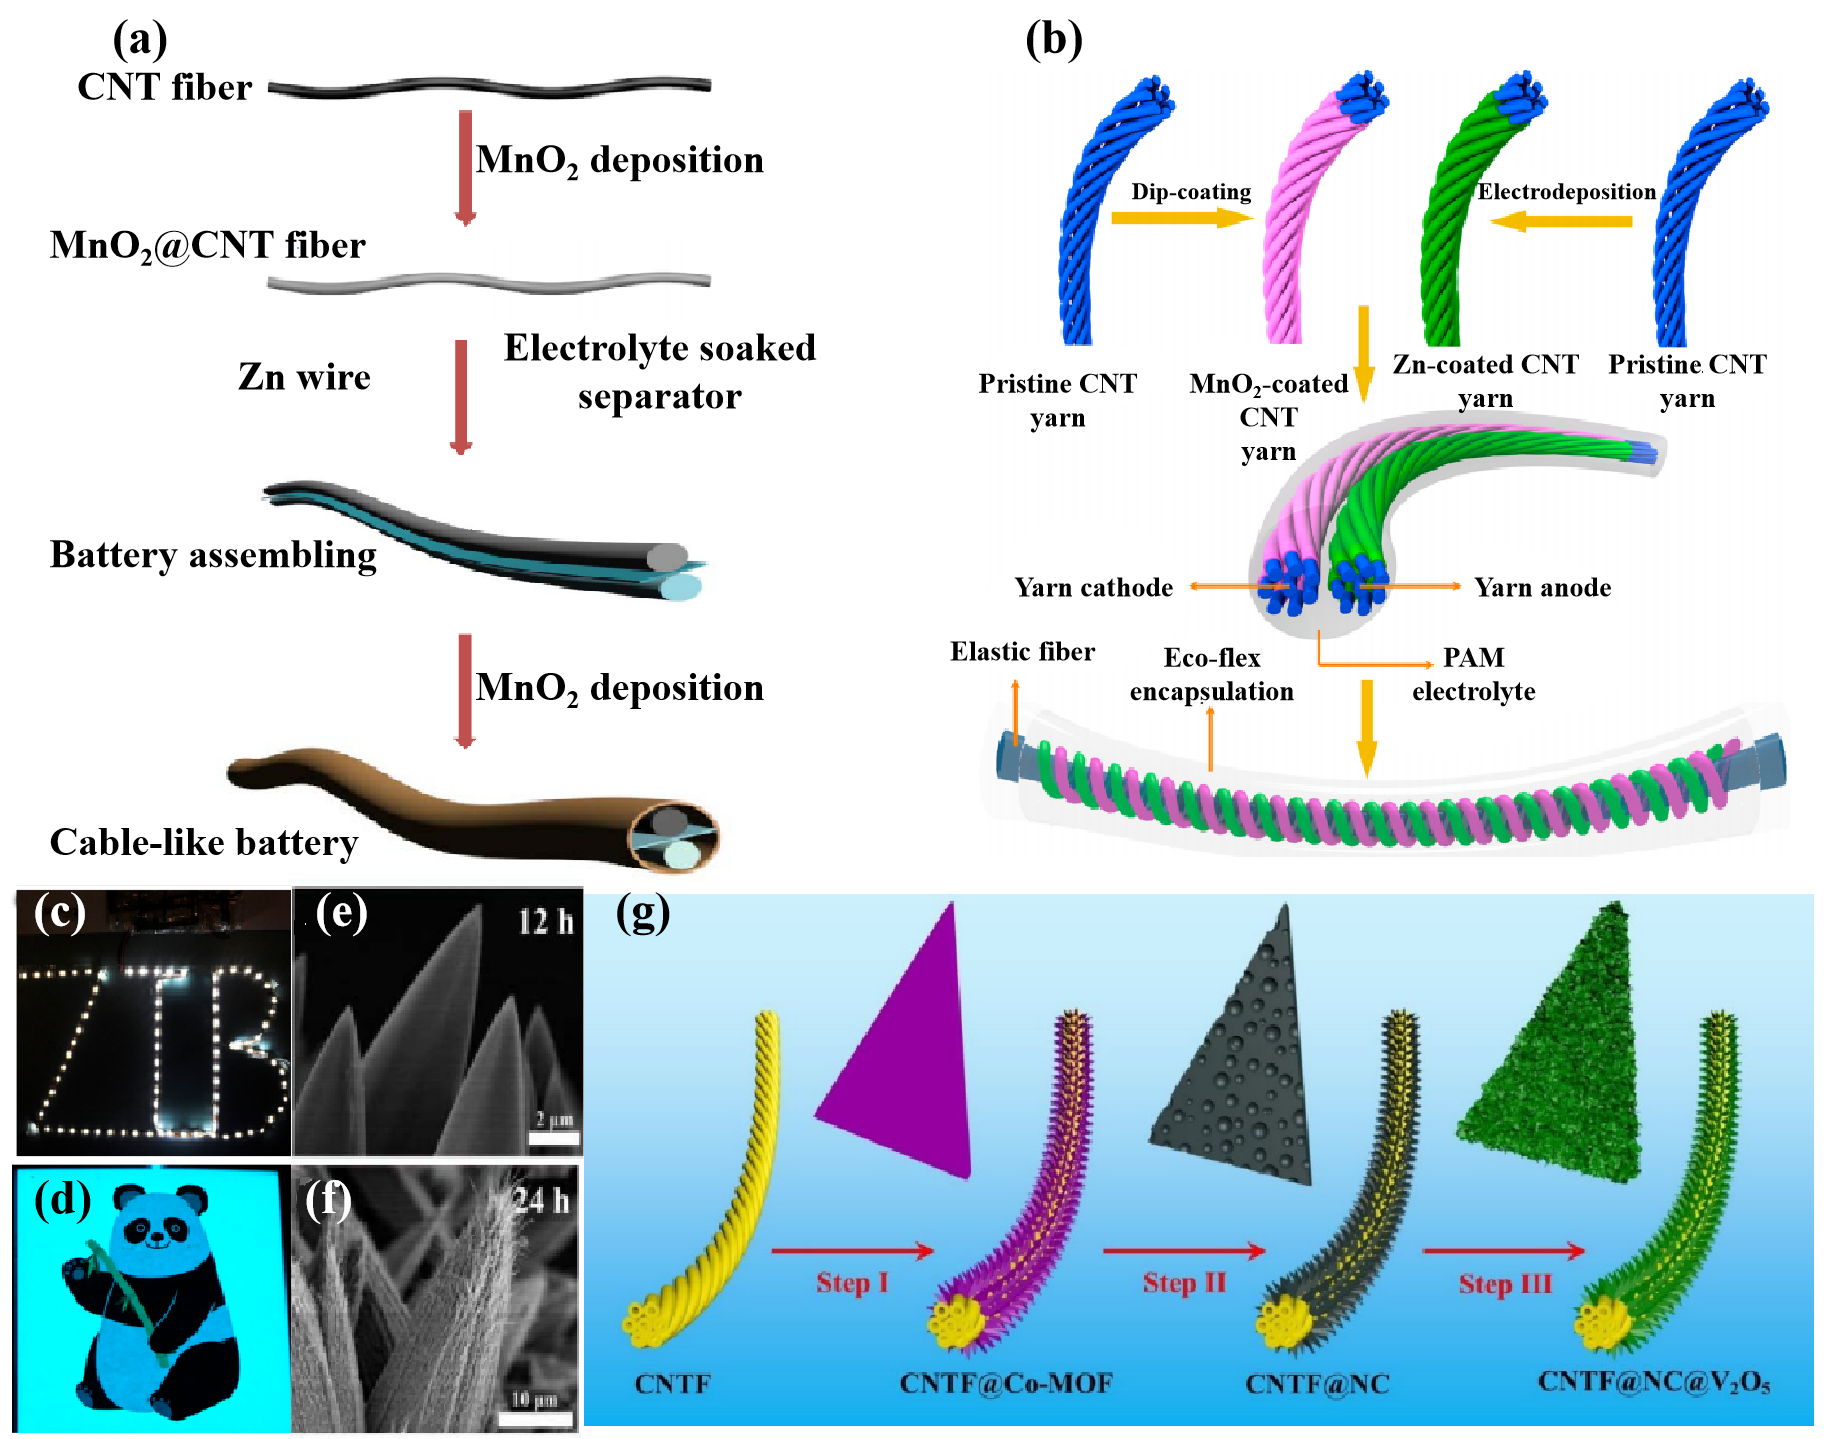 (a)
CNT fiber
MnO₂ deposition
MnO₂@CNT fiber
Zn wire
Electrolyte soaked
separator
Battery assembling
MnO₂ deposition
Cable-like battery
(b)
Dip-coating
Electrodeposition
Pristine CNT
yarn
MnO₂-coated
CNT
yarn
Zn-coated CNT
yarn
Pristine CNT
yarn
Yarn cathode
Yarn anode
Elastic fiber
Eco-flex
encapsulation
PAM
electrolyte
(c)
ZIB
(d)
(e)
12 h
2 μm
(f)
24 h
10 μm
(g)
Step I
Step II
Step III
CNTF
CNTF@Co-MOF
CNTF@NC
CNTF@NC@V₂O₅